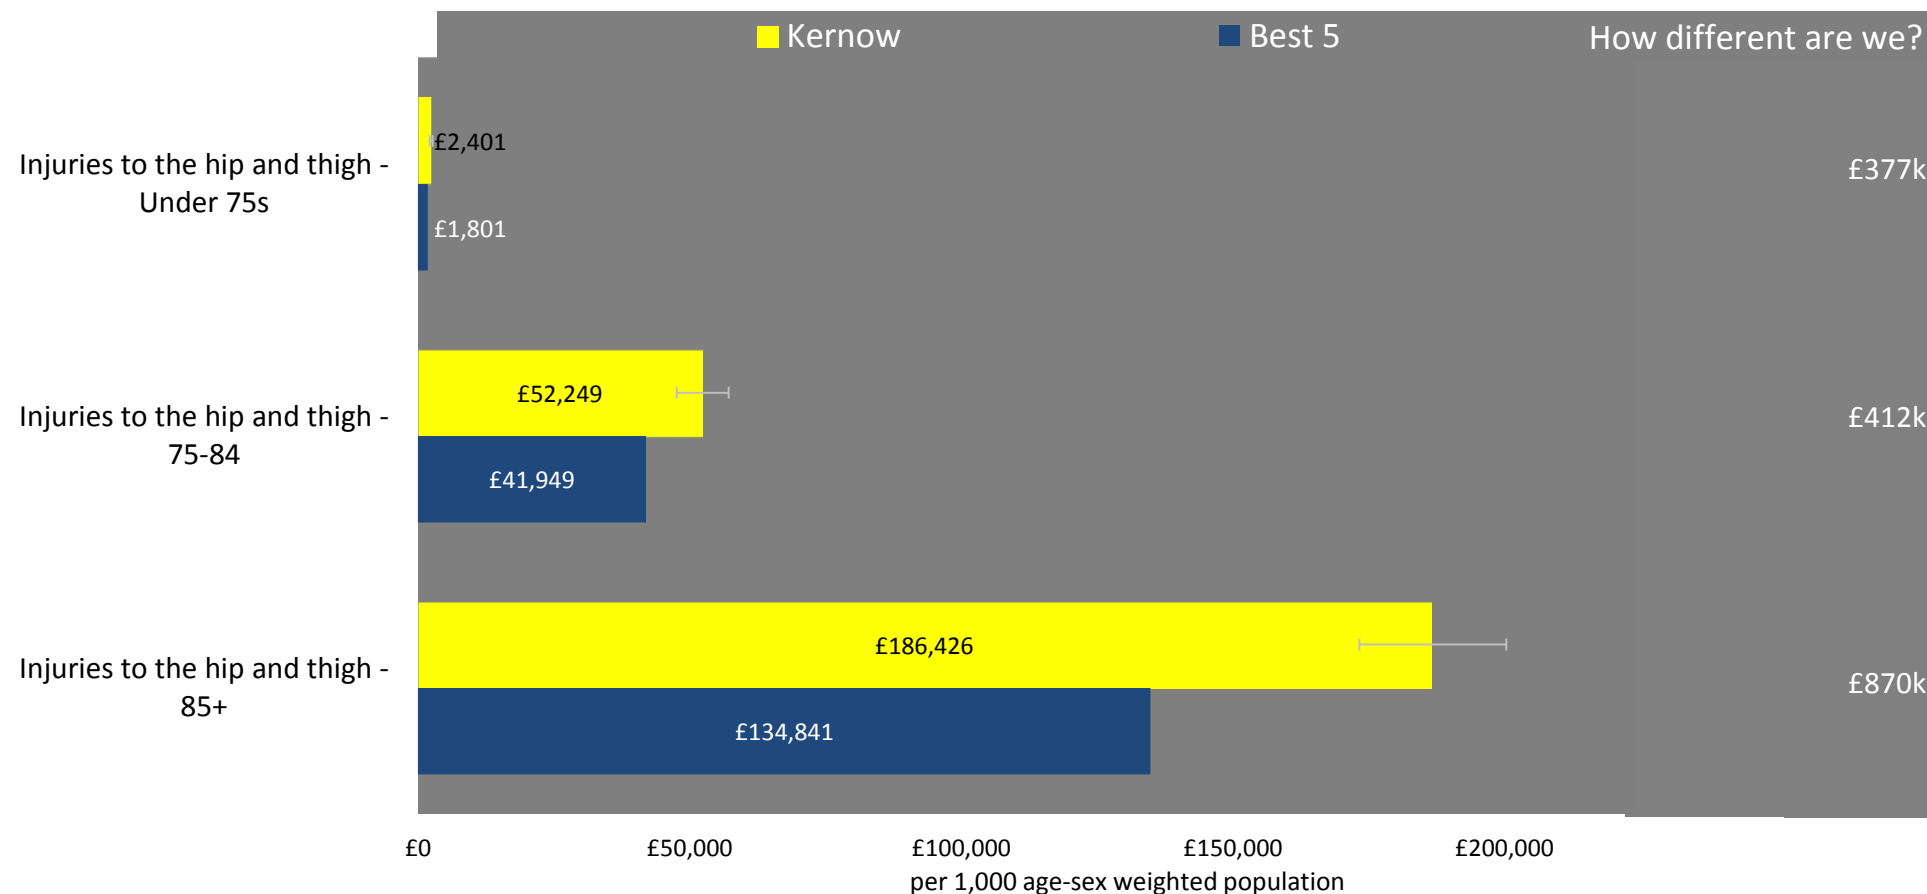 Kernow
Best 5
How different are we?
Injuries to the hip and thigh -
Under 75s
£2,401
£1,801
£377k
Injuries to the hip and thigh -
75-84
£52,249
£41,949
£412k
Injuries to the hip and thigh -
85+
£186,426
£134,841
£870k
£0
£50,000
£100,000
£150,000
£200,000
per 1,000 age-sex weighted population